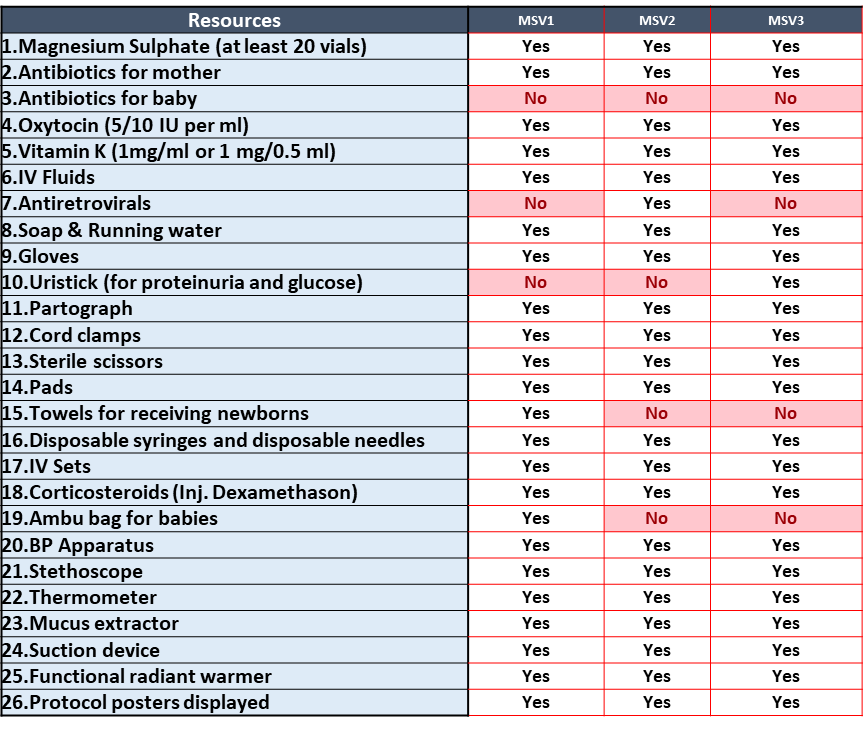 Resources MSV1 MSV2 MSV3
1.Magnesium Sulphate (at least 20 vials) Yes Yes Yes
2.Antibiotics for mother Yes Yes Yes
3.Antibiotics for baby No No No
4.Oxytocin (5/10 IU per ml) Yes Yes Yes
5.Vitamin K (1mg/ml or 1 mg/0.5 ml) Yes Yes Yes
6.IV Fluids Yes Yes Yes
7.Antiretrovirals No Yes No
8.Soap & Running water Yes Yes Yes
9.Gloves Yes Yes Yes
10.Uristick (for proteinuria and glucose) No No Yes
11.Partograph Yes Yes Yes
12.Cord clamps Yes Yes Yes
13.Sterile scissors Yes Yes Yes
14.Pads Yes Yes Yes
15.Towels for receiving newborns Yes No No
16.Disposable syringes and disposable needles Yes Yes Yes
17.IV Sets Yes Yes Yes
18.Corticosteroids (Inj. Dexamethason) Yes Yes Yes
19.Ambu bag for babies Yes No No
20.BP Apparatus Yes Yes Yes
21.Stethoscope Yes Yes Yes
22.Thermometer Yes Yes Yes
23.Mucus extractor Yes Yes Yes
24.Suction device Yes Yes Yes
25.Functional radiant warmer Yes Yes Yes
26.Protocol posters displayed Yes Yes Yes